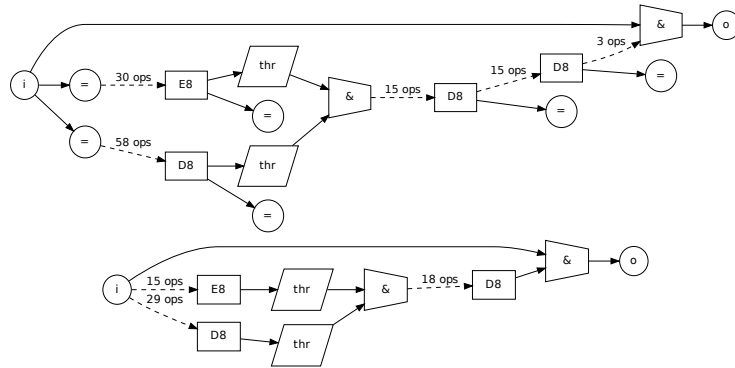 & o
3 ops
thr 15 ops D8
i = 30 ops E8 =
& 15 ops D8
= =
= 58 ops
D8 thr
=
& o
15 ops 18 ops
i E8 thr & D8
29 ops
D8 thr